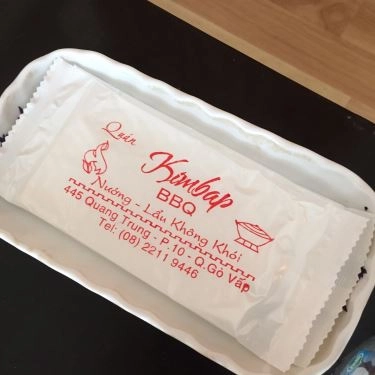 Quán
Kimbap
BBQ
Nướng - Lẩu Không Khói
445 Quang Trung - P.10 - Q.Gò Vấp
Tel: (08) 2211 9446